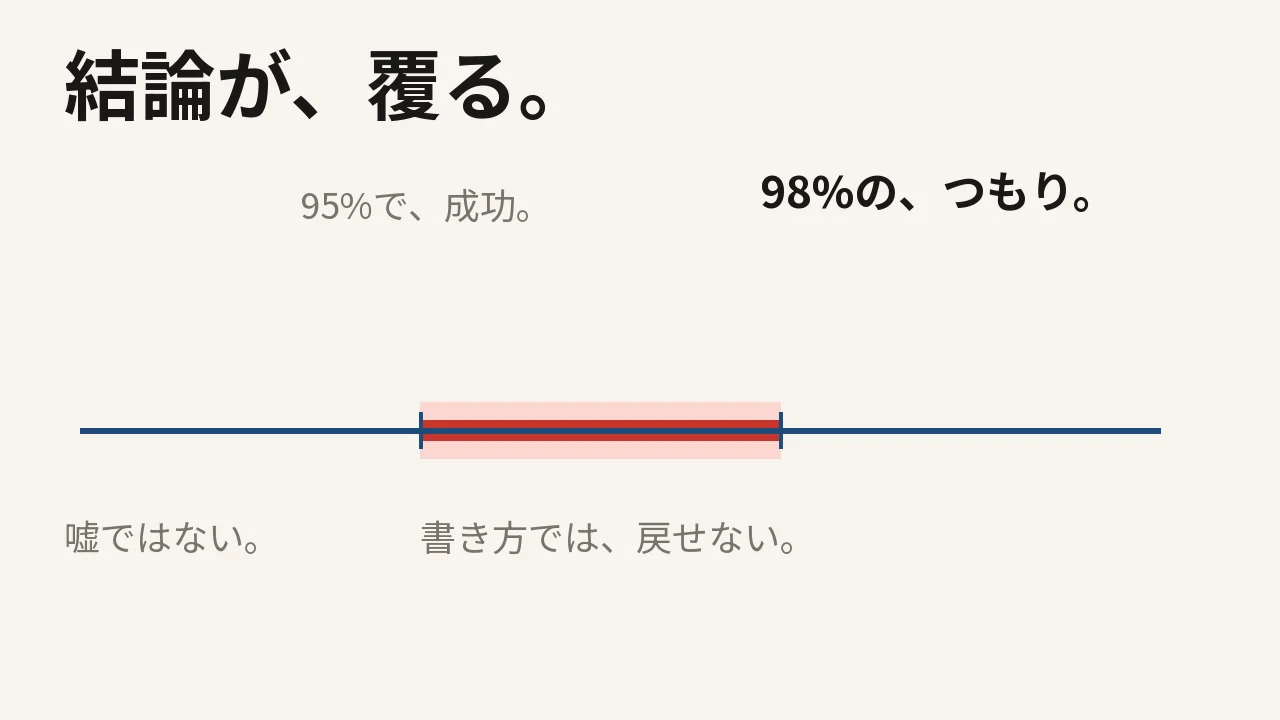 結論が、覆る。
95%で、成功。
98%の、つもり。
嘘ではない。
書き方では、戻せない。